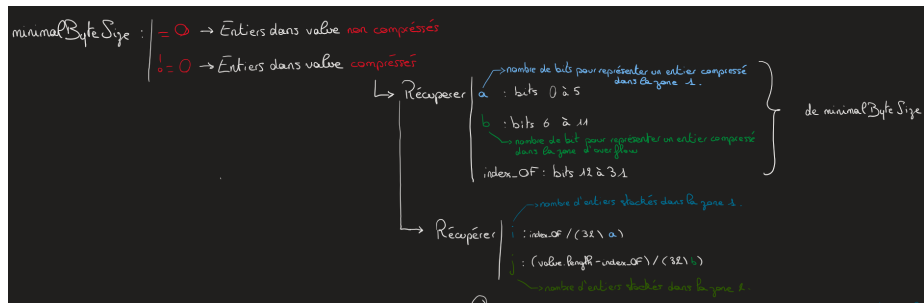 minimalByteSize : = 0 → Entiers dans value non compréssés
!= 0 → Entiers dans value compréssés
nombre de bits pour représenter un entier compressé
dans la zone 1.
Récuperer a : bits 0 à 5
b : bits 6 à 11
de minimalByteSize
nombre de bit pour représenter un entier compressé
dans la zone d'overflow
index_OF : bits 12 à 31
nombre d'entiers stockés dans la zone 1.
Récupérer i : index_OF / (32 \ a)
j : (value.length - index_OF) / (32 \ b)
nombre d'entiers stockés dans la zone 2.